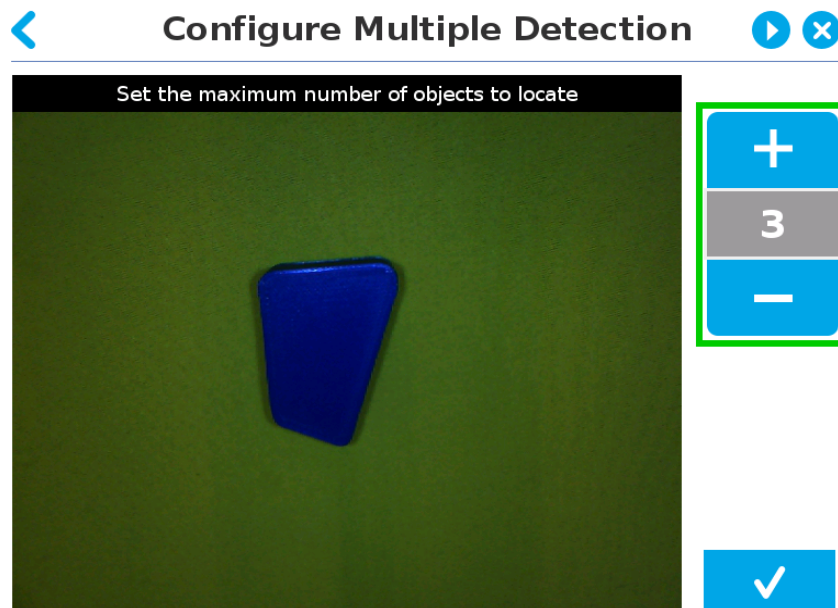 Configure Multiple Detection
Set the maximum number of objects to locate
3